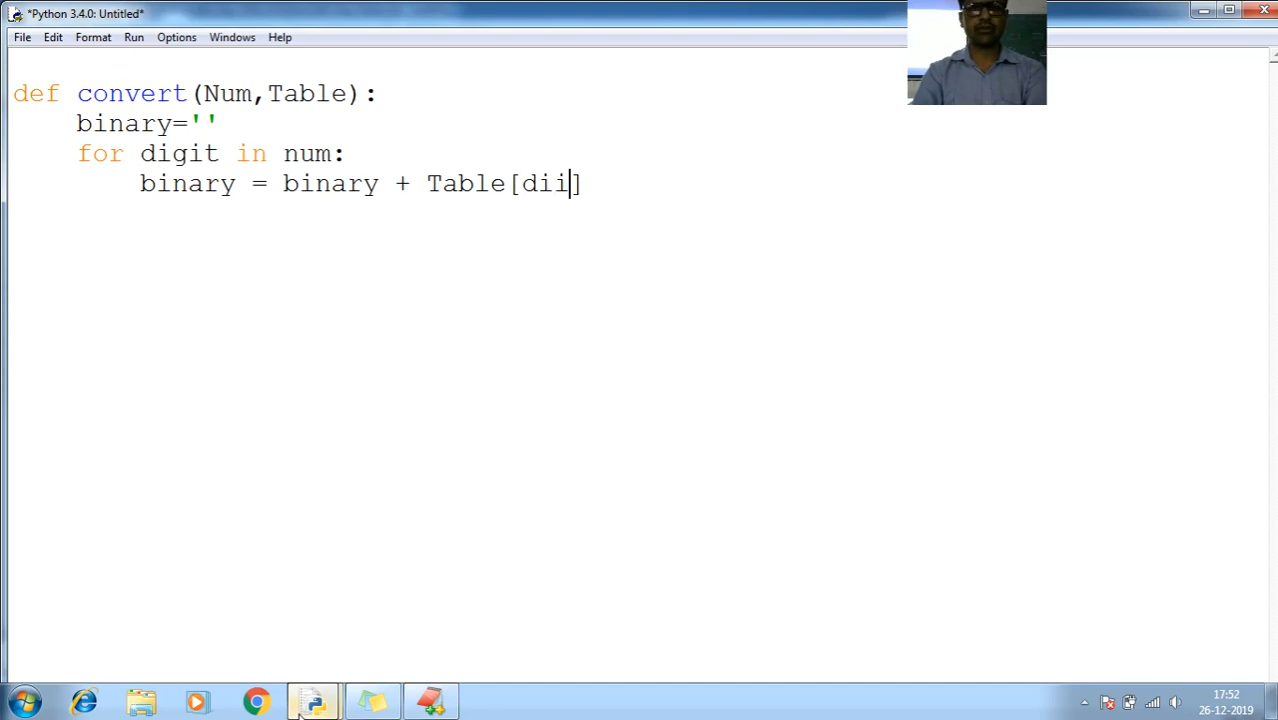 *Python 3.4.0: Untitled*
File Edit Format Run Options Windows Help
def convert(Num,Table):
binary=''
for digit in num:
binary = binary + Table[dii]
17:52
26-12-2019